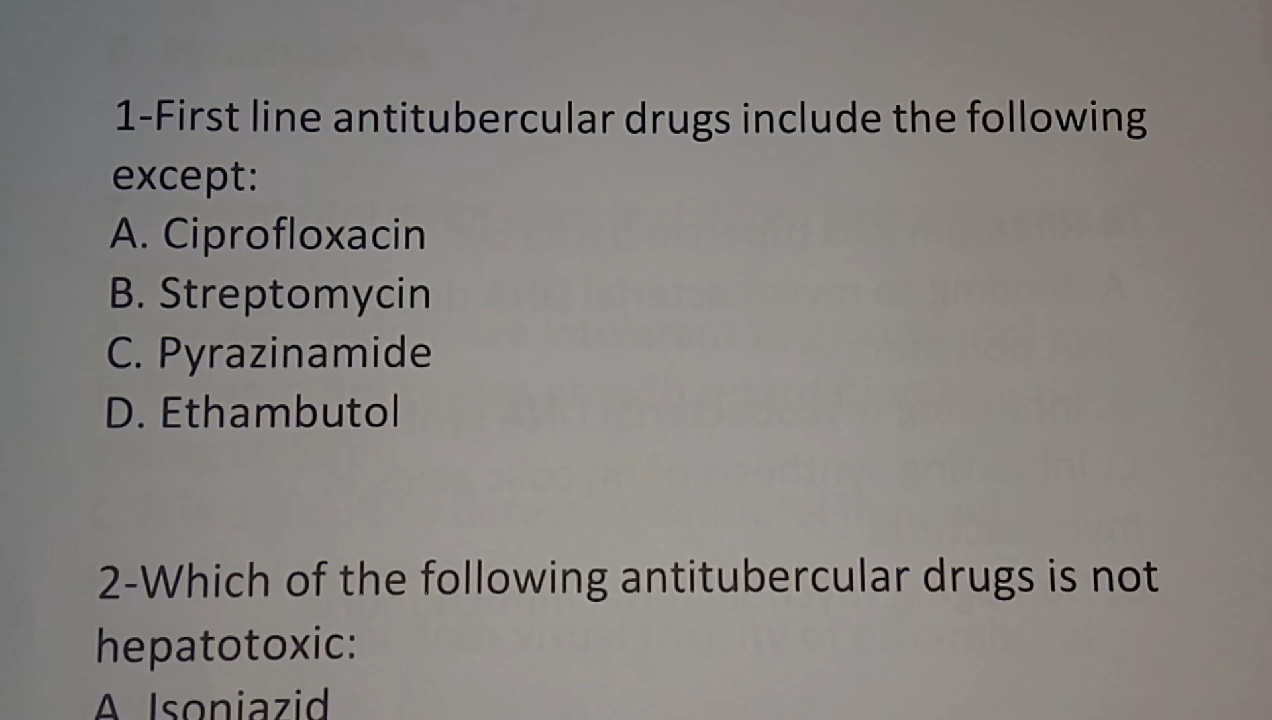 1-First line antitubercular drugs include the following
except:
A. Ciprofloxacin
B. Streptomycin
C. Pyrazinamide
D. Ethambutol
2-Which of the following antitubercular drugs is not
hepatotoxic:
A. Isoniazid